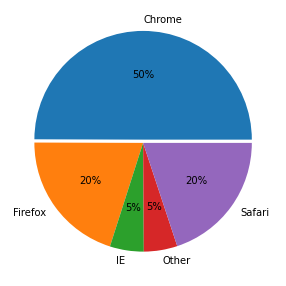 Chrome
50%
20%
20%
5%
5%
Firefox
Safari
IE
Other